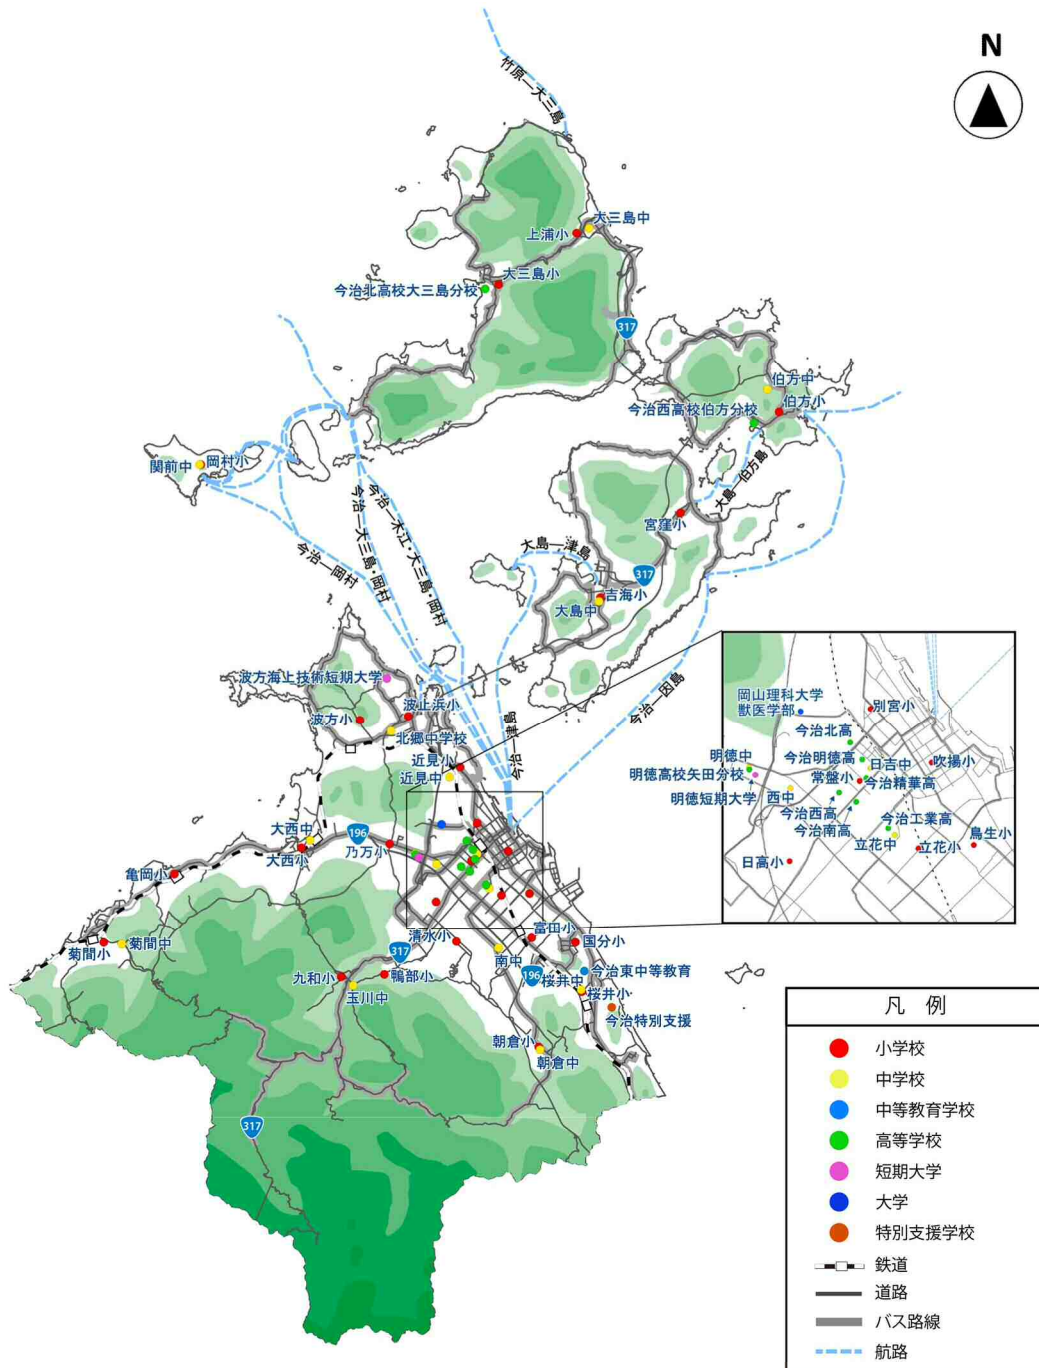 N
竹原―大三島
大三島中
上浦小
大三島小
今治北高校大三島分校
317
伯方中
伯方小
今治西高校伯方分校
岡村小
関前中
大島―伯方島
宮窪小
今治―木江・大三島・岡村
今治―大三島・岡村
今治―岡村
大島―津島
317
吉海小
大島中
今治―因島
今治―津島
波方海上技術短期大学
波止浜小
波方小
北郷中学校
近見小
近見中
岡山理科大学
獣医学部
別宮小
今治北高
明徳中
今治明徳高
日吉中
吹揚小
明徳高校矢田分校
常盤小
今治精華高
明徳短期大学
西中
今治西高
今治南高
今治工業高
鳥生小
立花中
立花小
日高小
大西中
196
乃万小
大西小
亀岡小
菊間中
菊間小
清水小
317
富田小
国分小
南中
196
今治東中等教育
桜井中
桜井小
九和小
鴨部小
玉川中
今治特別支援
朝倉小
朝倉中
317
凡 例
小学校
中学校
中等教育学校
高等学校
短期大学
大学
特別支援学校
鉄道
道路
バス路線
航路